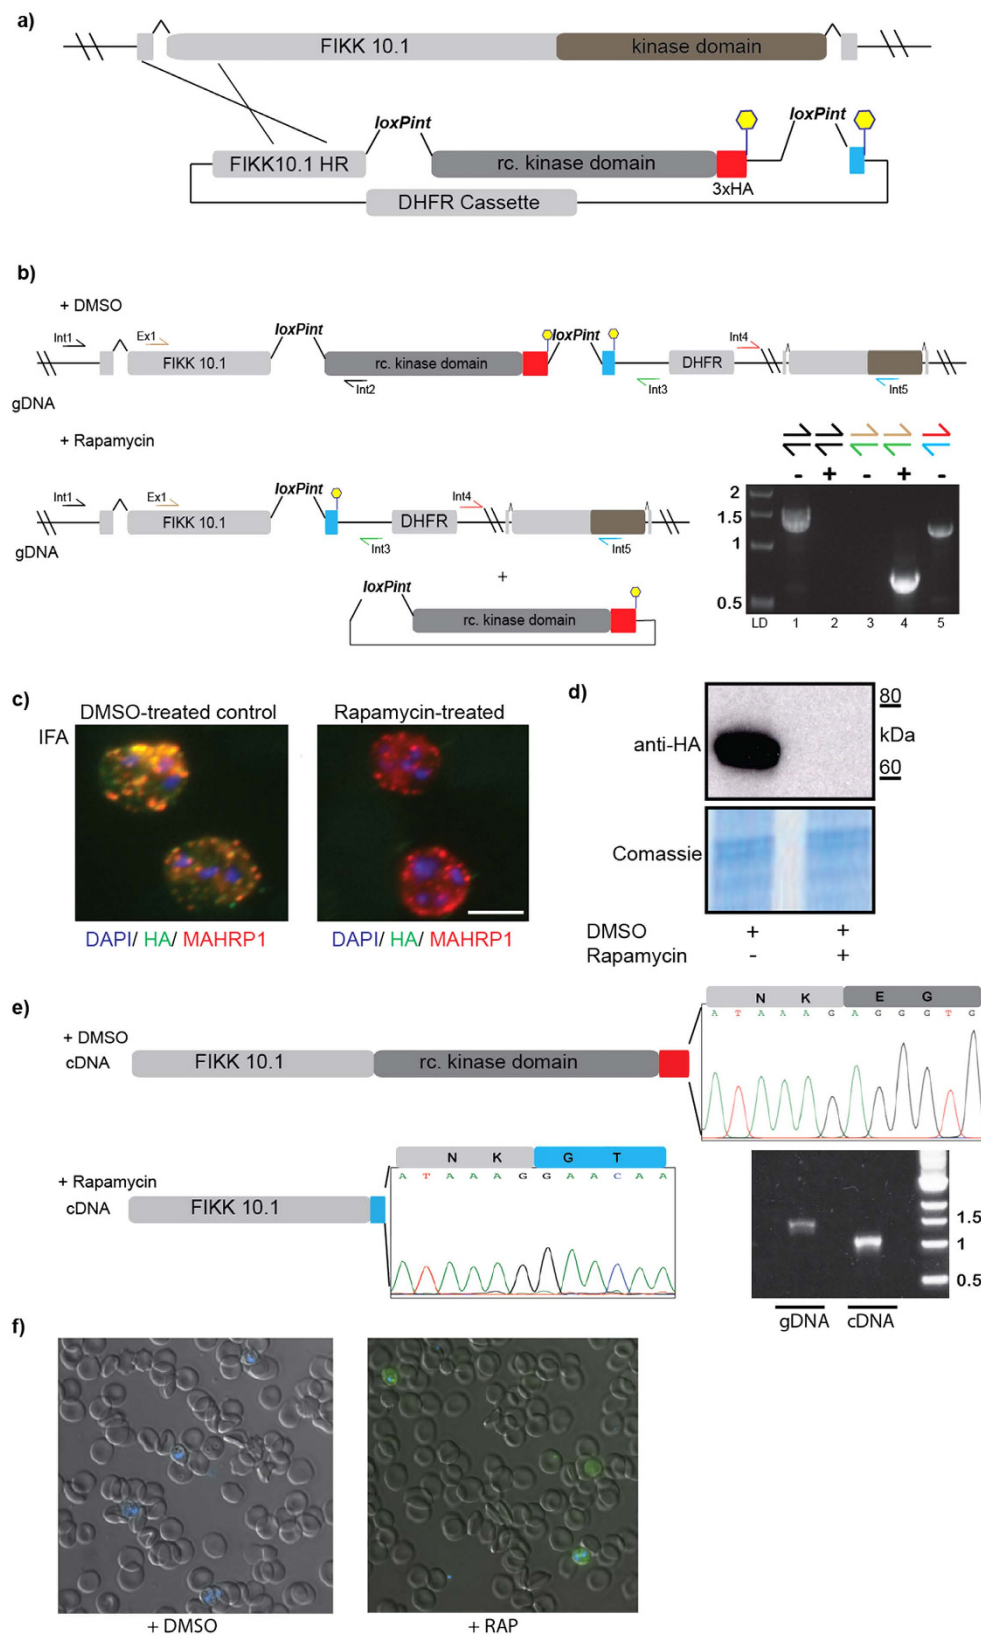 a)
FIKK 10.1
kinase domain
loxPint
loxPint
FIKK10.1 HR
rc. kinase domain
3xHA
DHFR Cassette
b)
+ DMSO
Int1
Ex1
loxPint
loxPint
Int4
FIKK 10.1
rc. kinase domain
DHFR
Int2
Int3
Int5
gDNA
+ Rapamycin
Int1
Ex1
loxPint
Int4
FIKK 10.1
DHFR
Int3
Int5
gDNA
+
loxPint
rc. kinase domain
- + - + -
2
1.5
1
0.5
LD 1 2 3 4 5
c)
DMSO-treated control
Rapamycin-treated
IFA
DAPI/ HA/ MAHRP1
DAPI/ HA/ MAHRP1
d)
80
anti-HA
kDa
60
Comassie
DMSO + +
Rapamycin - +
e)
N K E G
A T A A A G A G G G T G
+ DMSO
cDNA
FIKK 10.1
rc. kinase domain
N K G T
A T A A A G G A A C A A
+ Rapamycin
cDNA
FIKK 10.1
1.5
1
0.5
gDNA cDNA
f)
+ DMSO
+ RAP